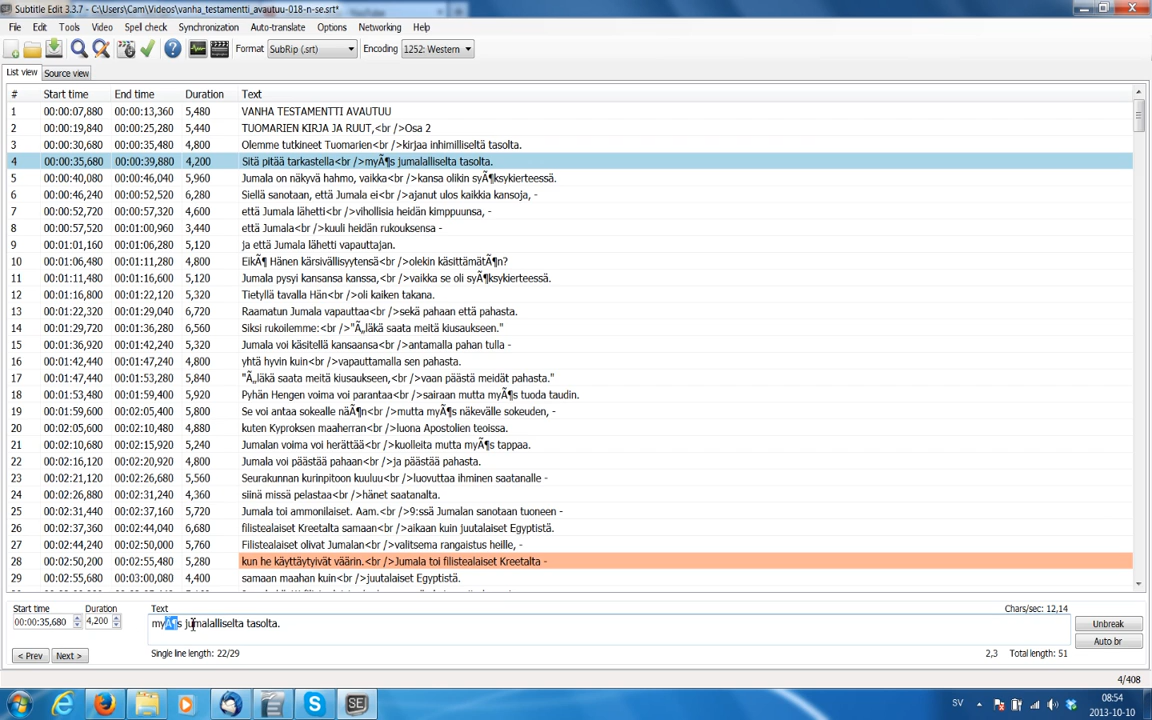 Subtitle Edit 3.3.7 - C:\Users\Cam\Videos\vanha_testamentti_avautuu-018-n-se.srt*
File Edit Tools Video Spell check Synchronization Auto-translate Options Networking Help
Format SubRip (.srt) Encoding 1252: Western
List view Source view
# Start time End time Duration Text
1 00:00:07,880 00:00:13,360 5,480 VANHA TESTAMENTTI AVAUTUU
2 00:00:19,840 00:00:25,280 5,440 TUOMARIEN KIRJA JA RUUT,<br />Osa 2
3 00:00:30,680 00:00:35,480 4,800 Olemme tutkineet Tuomarien<br />kirjaa inhimilliseltä tasolta.
4 00:00:35,680 00:00:39,880 4,200 Sitä pitää tarkastella<br />myÃ¶s jumalalliselta tasolta.
5 00:00:40,080 00:00:46,040 5,960 Jumala on näkyvä hahmo, vaikka<br />kansa olikin syÃ¶ksykierteessä.
6 00:00:46,240 00:00:52,520 6,280 Siellä sanotaan, että Jumala ei<br />ajanut ulos kaikkia kansoja, -
7 00:00:52,720 00:00:57,320 4,600 että Jumala lähetti<br />vihollisia heidän kimppuunsa, -
8 00:00:57,520 00:01:00,960 3,440 että Jumala<br />kuuli heidän rukouksensa -
9 00:01:01,160 00:01:06,280 5,120 ja että Jumala lähetti vapauttajan.
10 00:01:06,480 00:01:11,280 4,800 EikÃ¶ Hänen kärsivällisyytensä<br />olekin käsittämätÃ¶n?
11 00:01:11,480 00:01:16,600 5,120 Jumala pysyi kansansa kanssa,<br />vaikka se oli syÃ¶ksykierteessä.
12 00:01:16,800 00:01:22,120 5,320 Tietyllä tavalla Hän<br />oli kaiken takana.
13 00:01:22,320 00:01:29,040 6,720 Raamatun Jumala vapauttaa<br />sekä pahaan että pahasta.
14 00:01:29,720 00:01:36,280 6,560 Siksi rukoilemme:<br />"Ã„läkä saata meitä kiusaukseen."
15 00:01:36,920 00:01:42,240 5,320 Jumala voi käsitellä kansaansa<br />antamalla pahan tulla -
16 00:01:42,440 00:01:47,240 4,800 yhtä hyvin kuin<br />vapauttamalla sen pahasta.
17 00:01:47,440 00:01:53,280 5,840 "Ã„läkä saata meitä kiusaukseen,<br />vaan päästä meidät pahasta."
18 00:01:53,480 00:01:59,400 5,920 Pyhän Hengen voima voi parantaa<br />sairaan mutta myÃ¶s tuoda taudin.
19 00:01:59,600 00:02:05,400 5,800 Se voi antaa sokealle näÃ¶n<br />mutta myÃ¶s näkevälle sokeuden, -
20 00:02:05,600 00:02:10,480 4,880 kuten Kyproksen maaherran<br />luona Apostolien teoissa.
21 00:02:10,680 00:02:15,920 5,240 Jumalan voima voi herättää<br />kuolleita mutta myÃ¶s tappaa.
22 00:02:16,120 00:02:20,920 4,800 Jumala voi päästää pahaan<br />ja päästää pahasta.
23 00:02:21,120 00:02:26,680 5,560 Seurakunnan kurinpitoon kuuluu<br />luovuttaa ihminen saatanalle -
24 00:02:26,880 00:02:31,240 4,360 siinä missä pelastaa<br />hänet saatanalta.
25 00:02:31,440 00:02:37,160 5,720 Jumala toi ammonilaiset. Aam.<br />9:ssä Jumalan sanotaan tuoneen -
26 00:02:37,360 00:02:44,040 6,680 filistealaiset Kreetalta samaan<br />aikaan kuin juutalaiset Egyptistä.
27 00:02:44,240 00:02:50,000 5,760 Filistealaiset olivat Jumalan<br />valitsema rangaistus heille, -
28 00:02:50,200 00:02:55,480 5,280 kun he käyttäytyivät väärin.<br />Jumala toi filistealaiset Kreetalta -
29 00:02:55,680 00:03:00,080 4,400 samaan maahan kuin<br />juutalaiset Egyptistä.
Start time Duration Text Chars/sec: 12,14
00:00:35,680 4,200 myÃ¶s jumalalliselta tasolta. Unbreak
Auto br
< Prev Next > Single line length: 22/29 2,3 Total length: 51
4/408
SV 08:54
2013-10-10